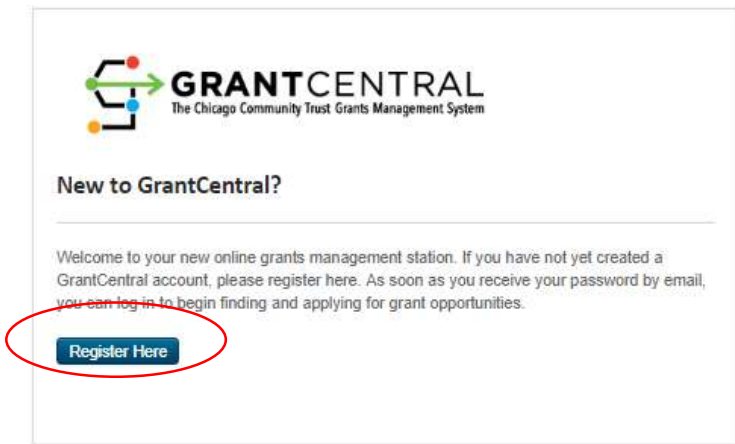 GRANTCENTRAL
The Chicago Community Trust Grants Management System
New to GrantCentral?
Welcome to your new online grants management station. If you have not yet created a
GrantCentral account, please register here. As soon as you receive your password by email,
you can log in to begin finding and applying for grant opportunities.
Register Here